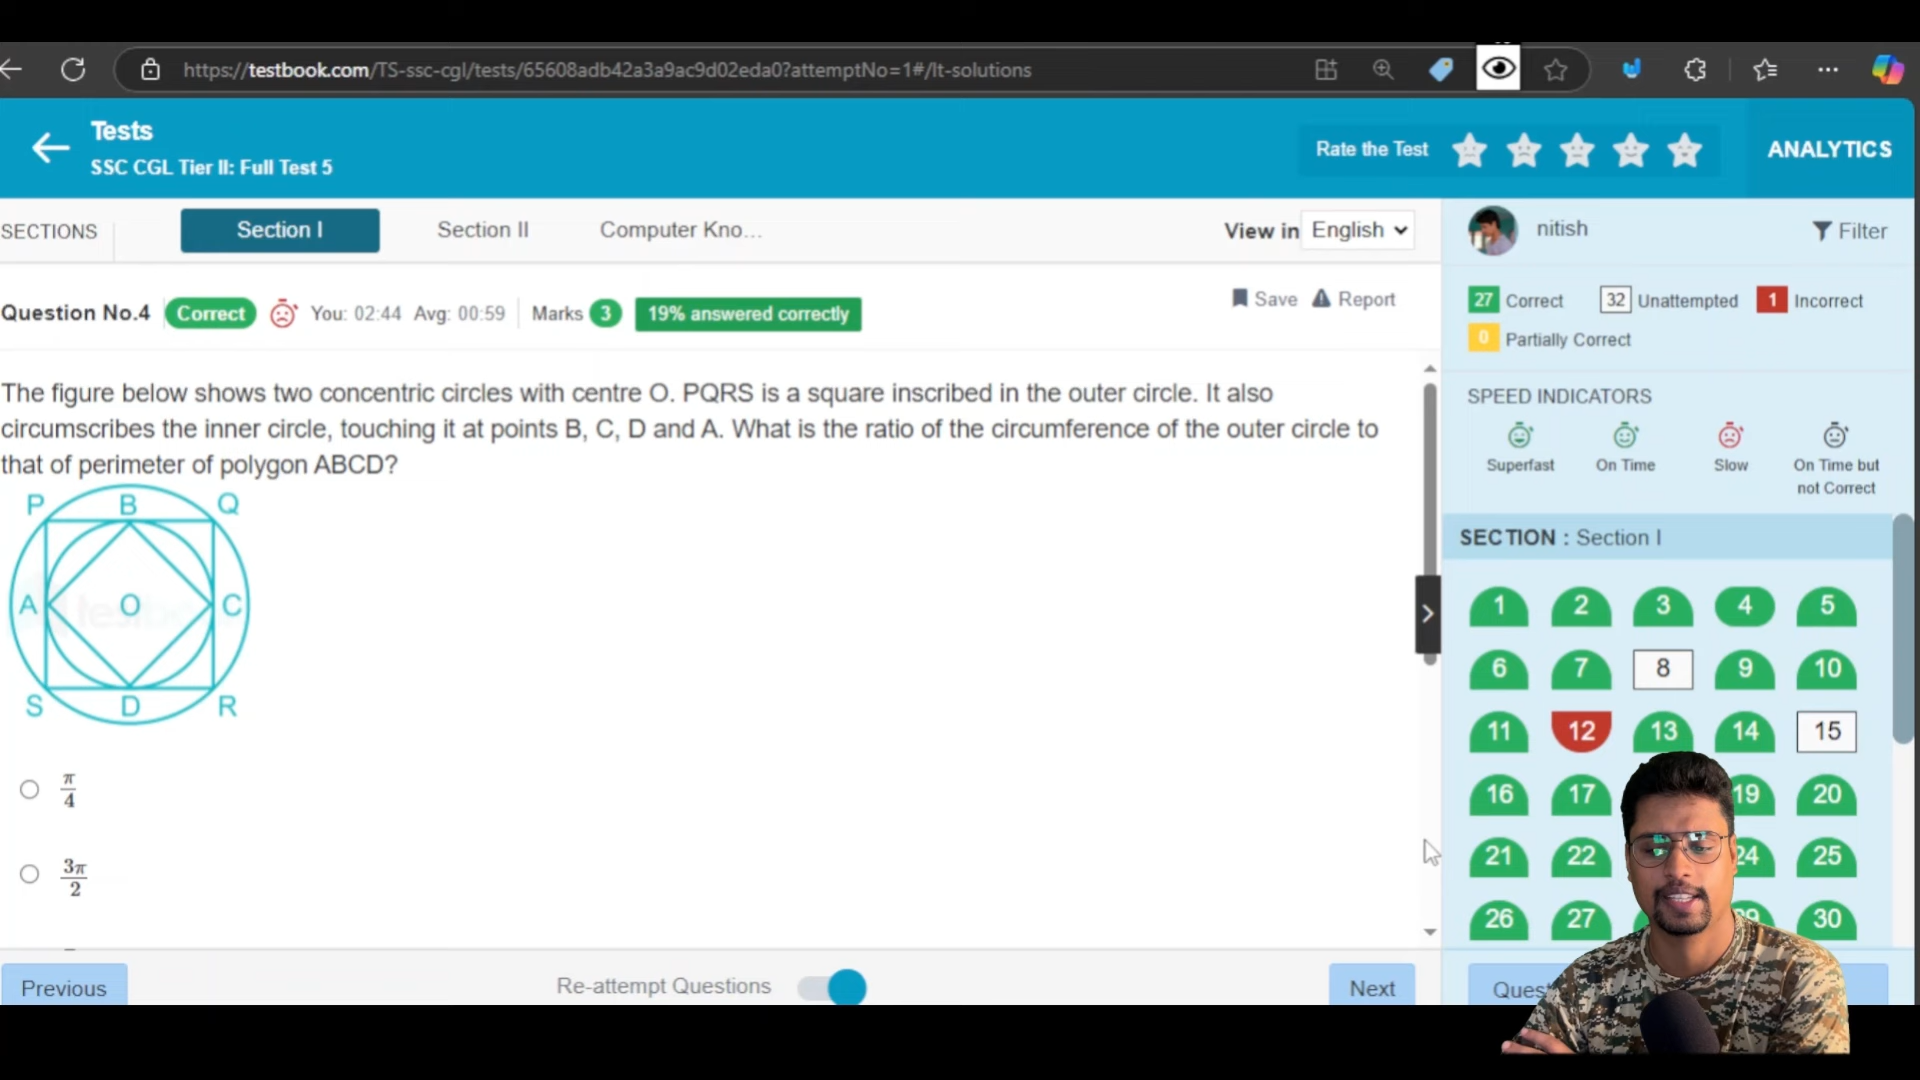 https://testbook.com/TS-ssc-cgl/tests/65608adb42a3a9ac9d02eda0?attemptNo=1#/lt-solutions
Tests
SSC CGL Tier II: Full Test 5
Rate the Test
ANALYTICS
SECTIONS
Section I
Section II
Computer Kno...
View in
English
nitish
Filter
Question No.4
Correct
You: 02:44 Avg: 00:59
Marks 3
19% answered correctly
Save
Report
27 Correct
32 Unattempted
1 Incorrect
0 Partially Correct
The figure below shows two concentric circles with centre O. PQRS is a square inscribed in the outer circle. It also
circumscribes the inner circle, touching it at points B, C, D and A. What is the ratio of the circumference of the outer circle to
that of perimeter of polygon ABCD?
P B Q
A O C
S D R
π/4
3π/2
SPEED INDICATORS
Superfast
On Time
Slow
On Time but
not Correct
SECTION : Section I
1 2 3 4 5
6 7 8 9 10
11 12 13 14 15
16 17 19 20
21 22 24 25
26 27 29 30
Previous
Re-attempt Questions
Next